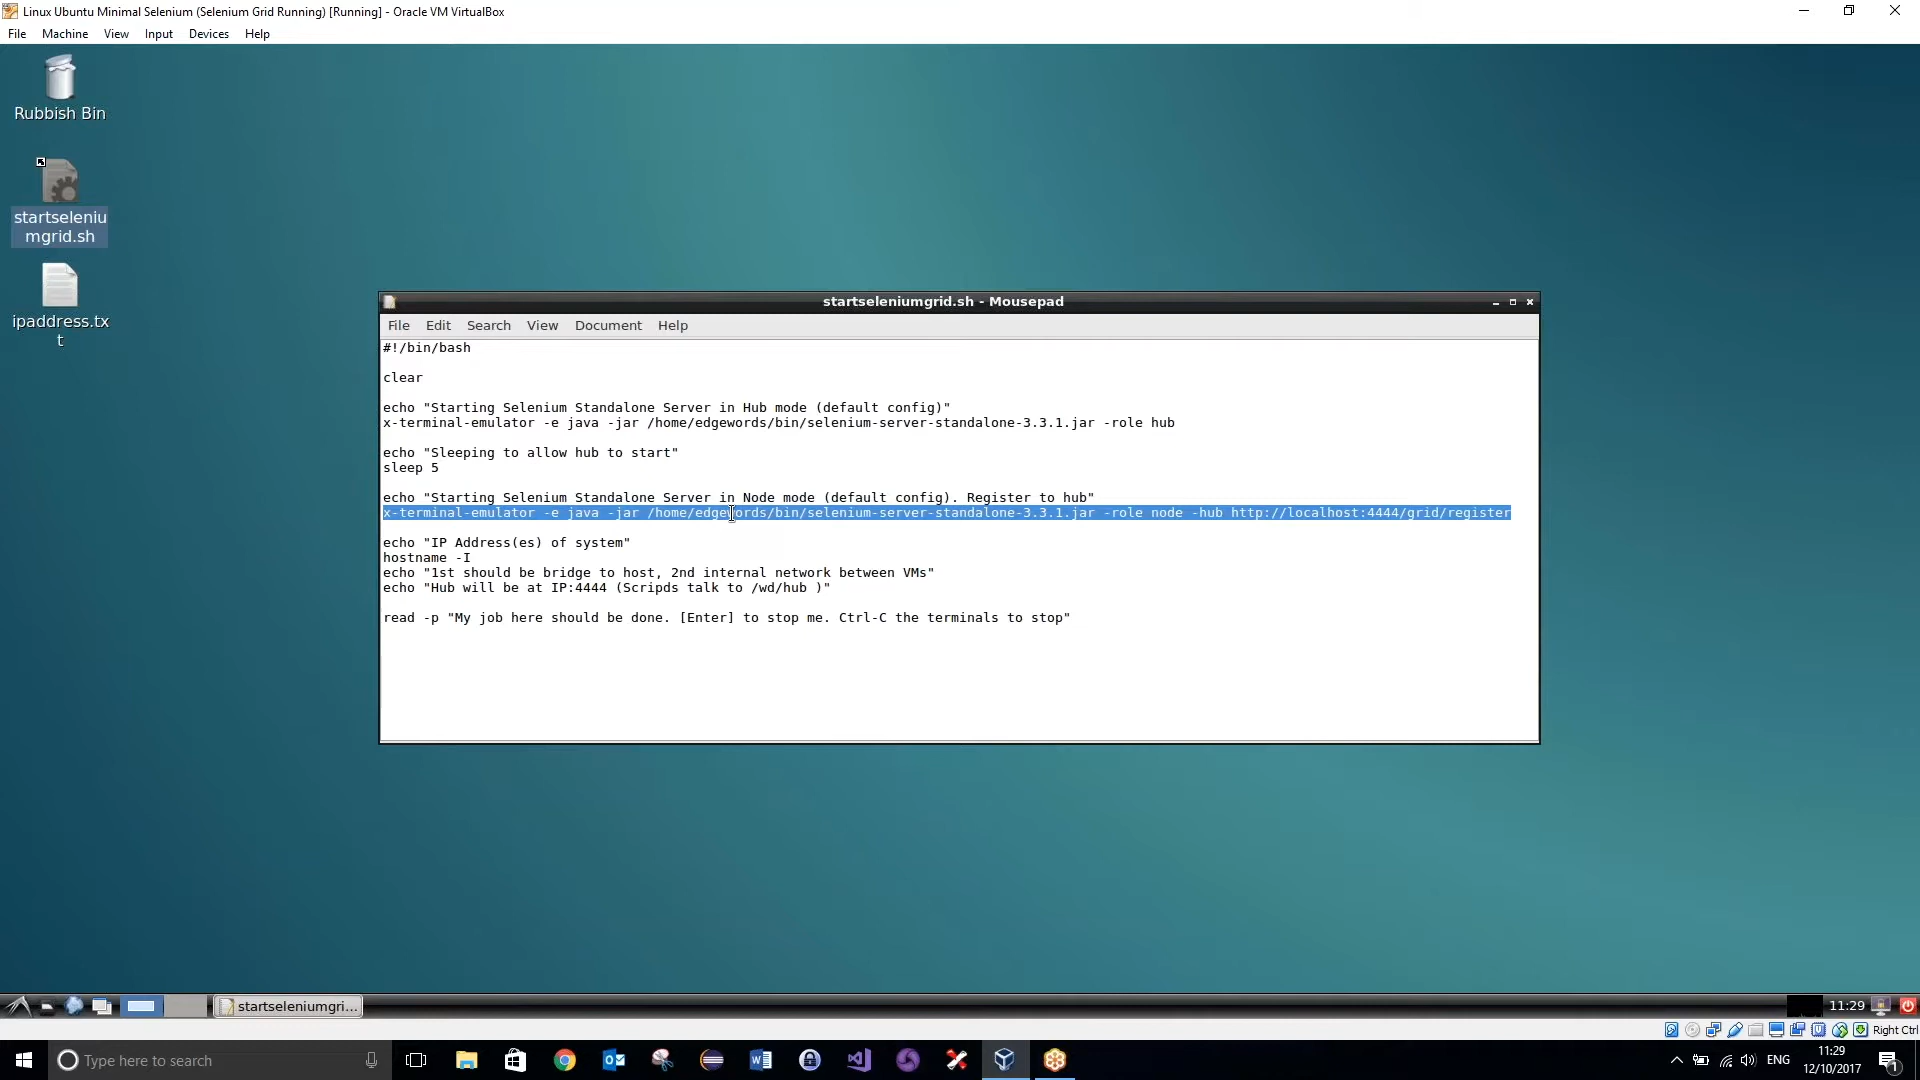 Linux Ubuntu Minimal Selenium (Selenium Grid Running) [Running] - Oracle VM VirtualBox
File Machine View Input Devices Help
Rubbish Bin
startseleniu
mgrid.sh
ipaddress.tx
t
startseleniumgrid.sh - Mousepad
File Edit Search View Document Help
#!/bin/bash
clear
echo "Starting Selenium Standalone Server in Hub mode (default config)"
x-terminal-emulator -e java -jar /home/edgewords/bin/selenium-server-standalone-3.3.1.jar -role hub
echo "Sleeping to allow hub to start"
sleep 5
echo "Starting Selenium Standalone Server in Node mode (default config). Register to hub"
x-terminal-emulator -e java -jar /home/edgewords/bin/selenium-server-standalone-3.3.1.jar -role node -hub http://localhost:4444/grid/register
echo "IP Address(es) of system"
hostname -I
echo "1st should be bridge to host, 2nd internal network between VMs"
echo "Hub will be at IP:4444 (Scripds talk to /wd/hub )"
read -p "My job here should be done. [Enter] to stop me. Ctrl-C the terminals to stop"
startseleniumgri...
11:29
Right Ctrl
Type here to search
ENG
11:29
12/10/2017
1